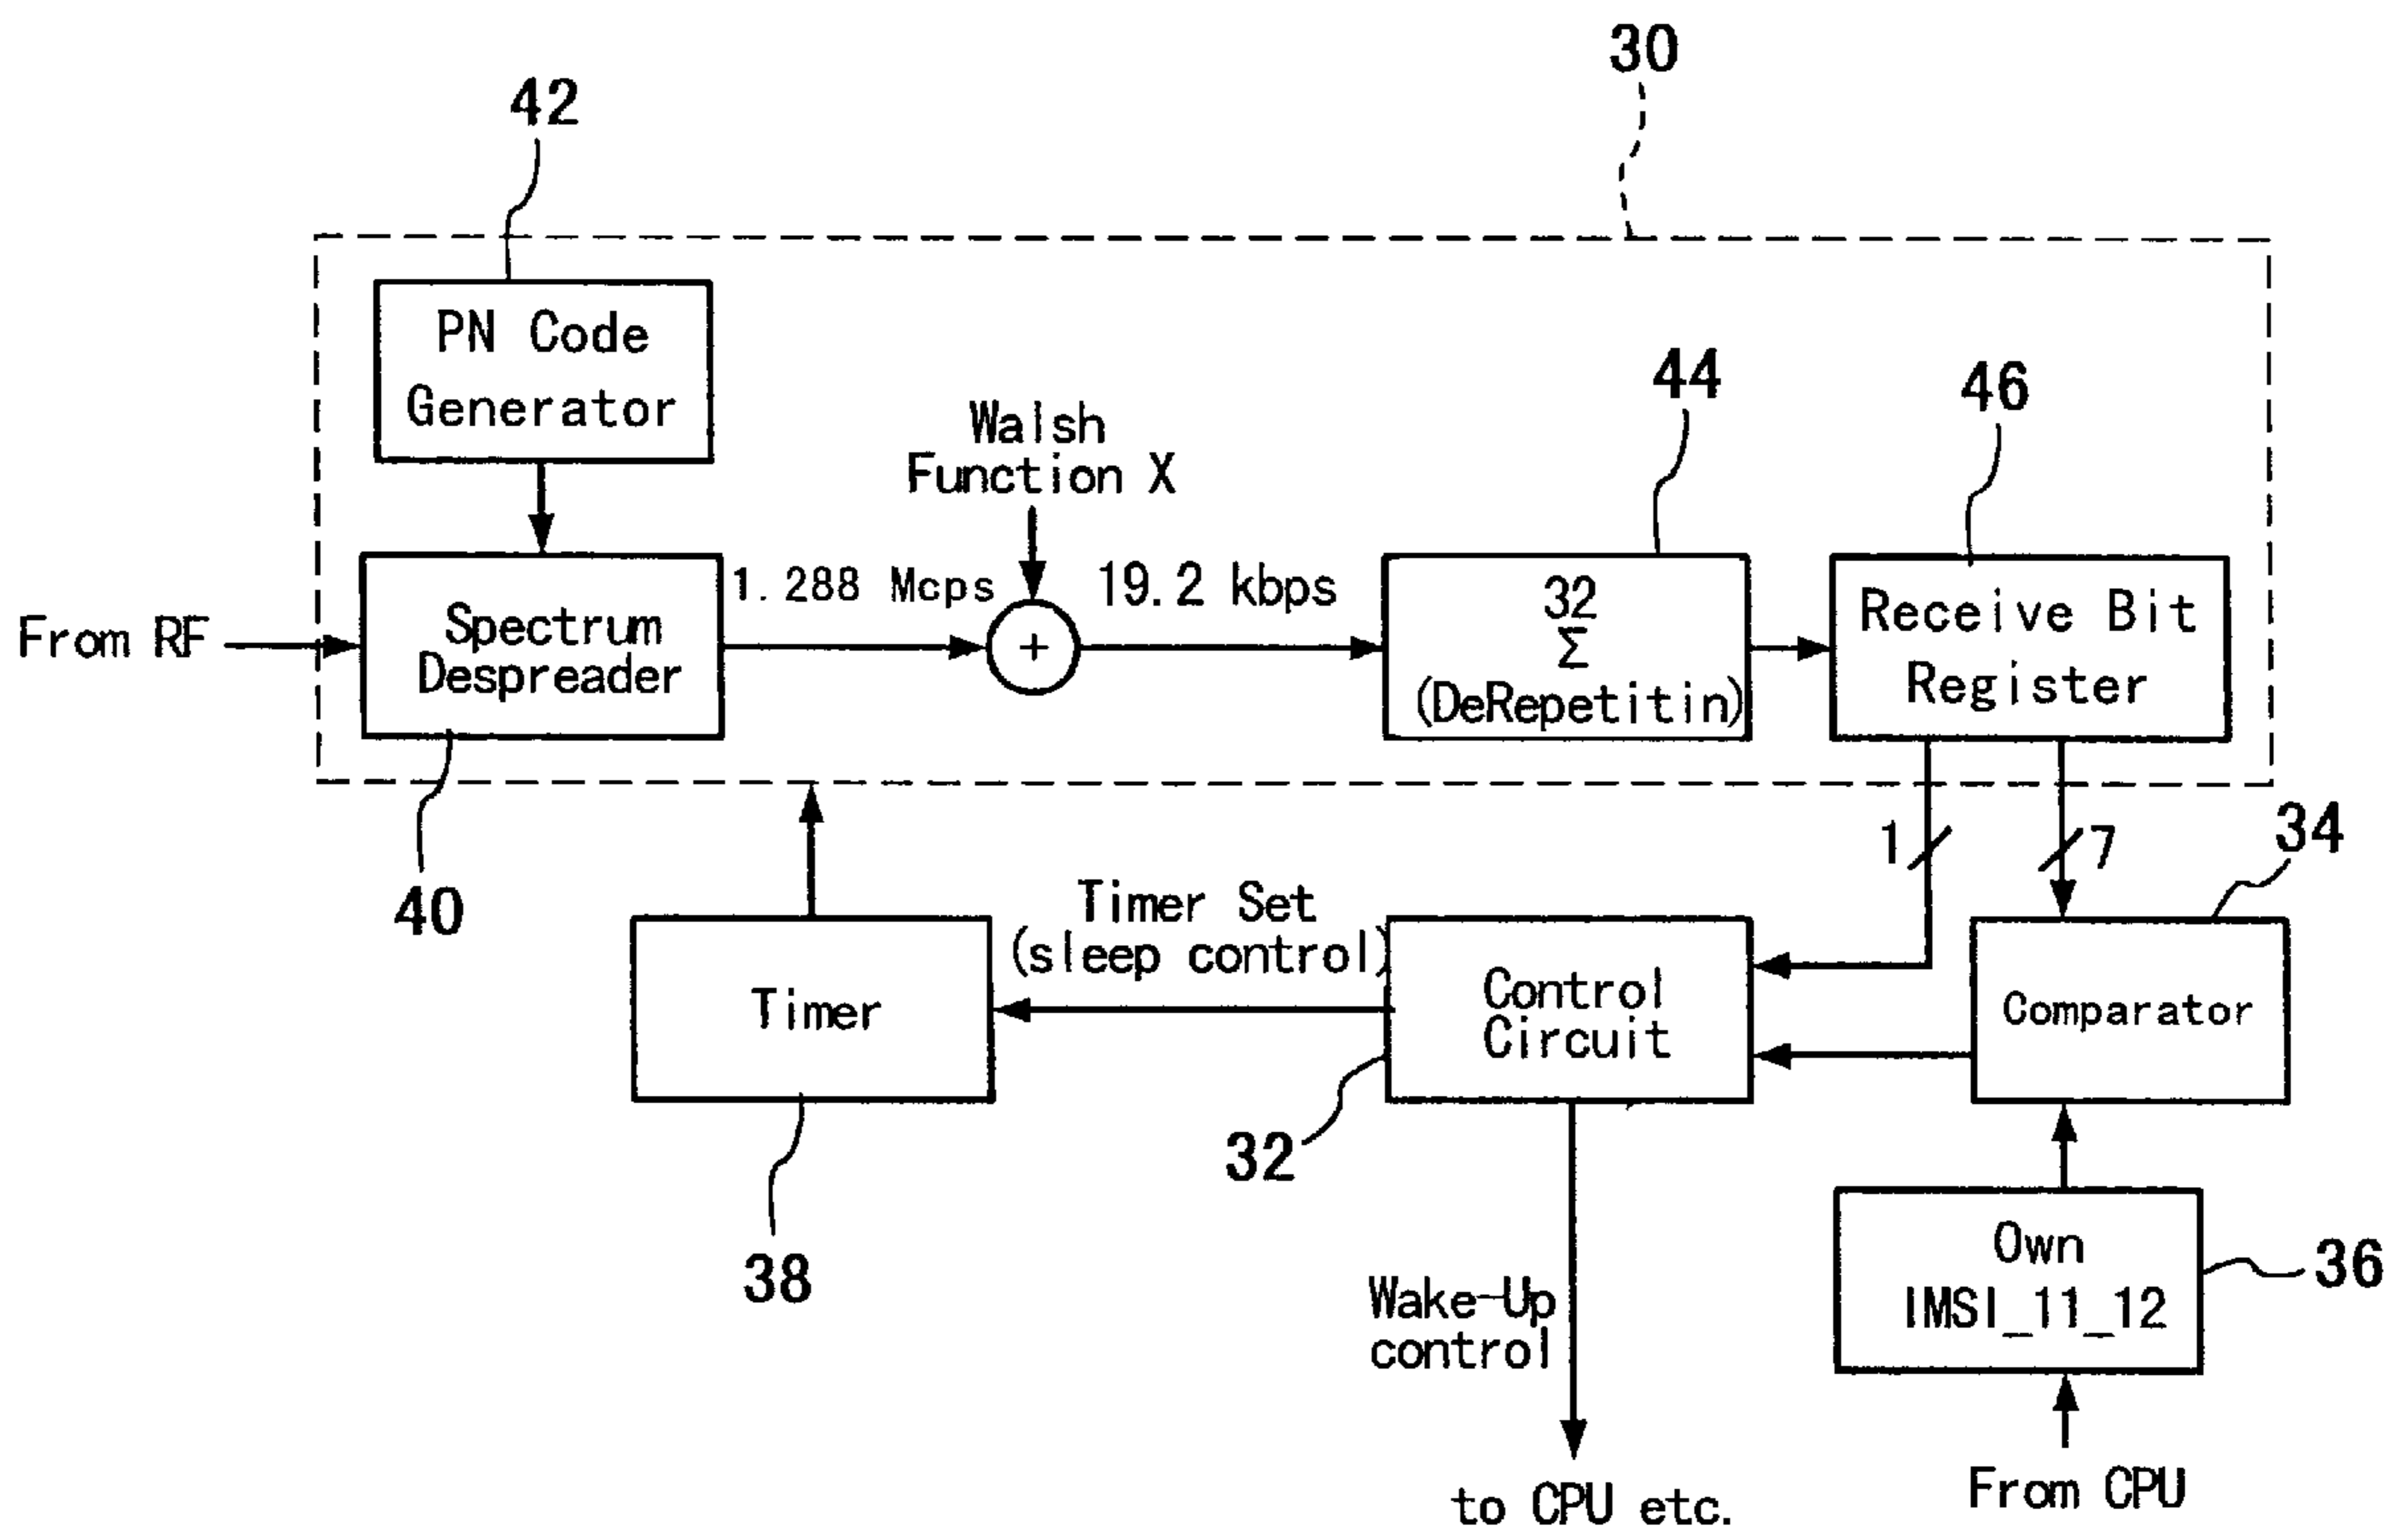 30
42
PN Code
Generator
44
46
Walsh
Function X
1.288 Mcps
19.2 kbps
32
Σ
(DeRepetitin)
Receive Bit
Register
From RF
Spectrum
Despreader
+
1
7
34
40
Timer Set
(sleep control)
Timer
Control
Circuit
Comparator
32
38
Own
IMSI_11_12
36
Wake-Up
control
to CPU etc.
From CPU